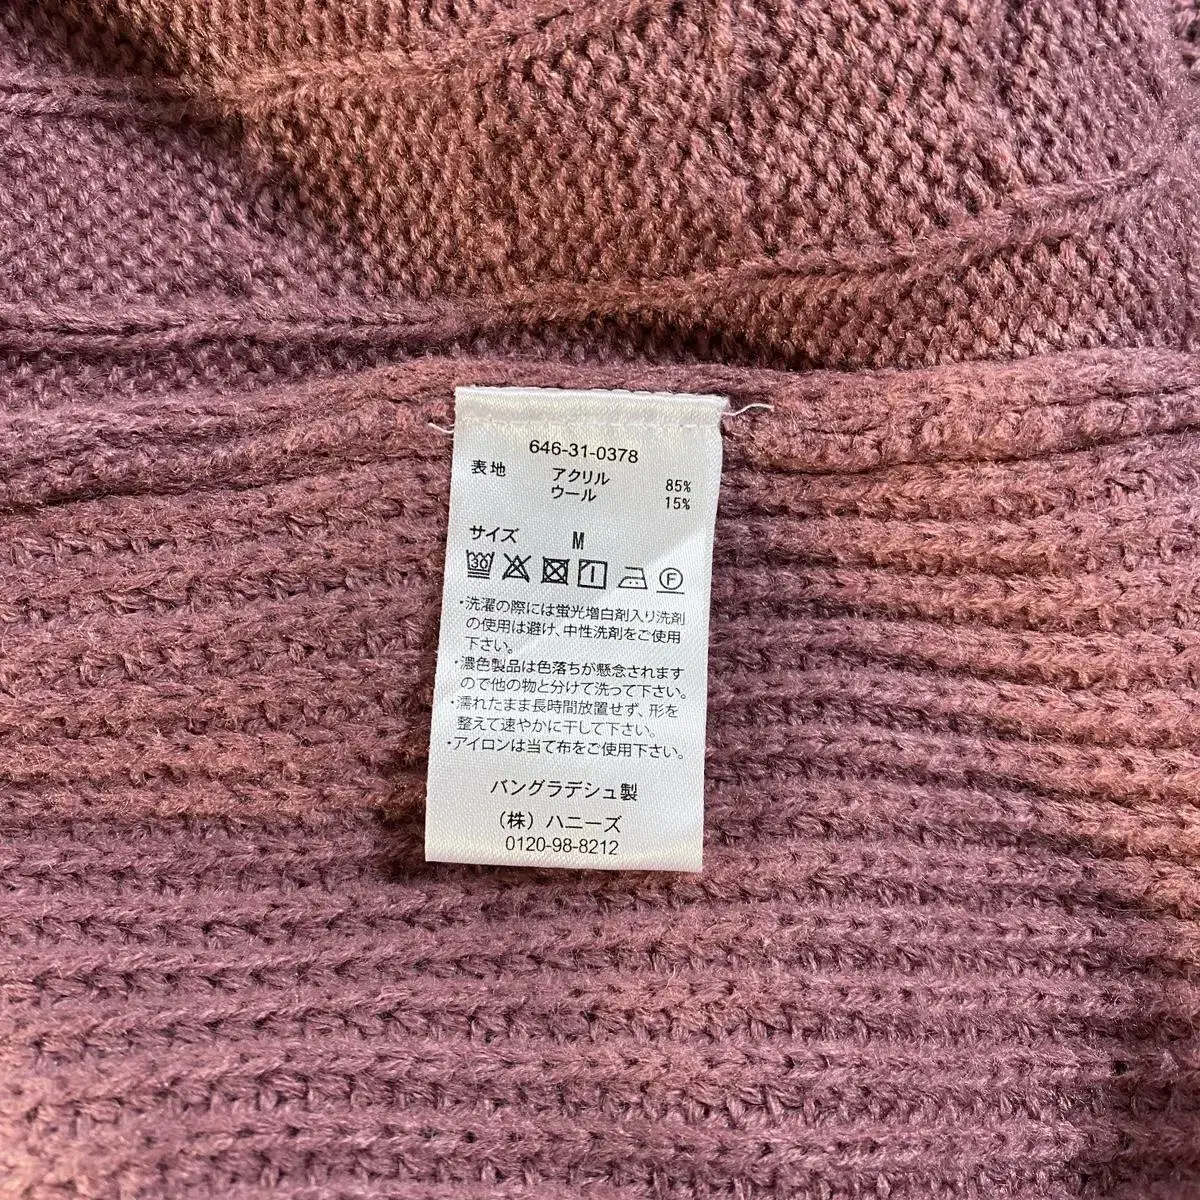 646-31-0378
表地 アクリル 85%
ウール 15%
サイズ M
30 F
・洗濯の際には蛍光増白剤入り洗剤
の使用は避け、中性洗剤をご使用
下さい。
・濃色製品は色落ちが懸念されます
ので他の物と分けて洗って下さい。
・濡れたまま長時間放置せず、形を
整えて速やかに干して下さい。
・アイロンは当て布をご使用下さい。
バングラデシュ製
（株）ハニーズ
0120-98-8212